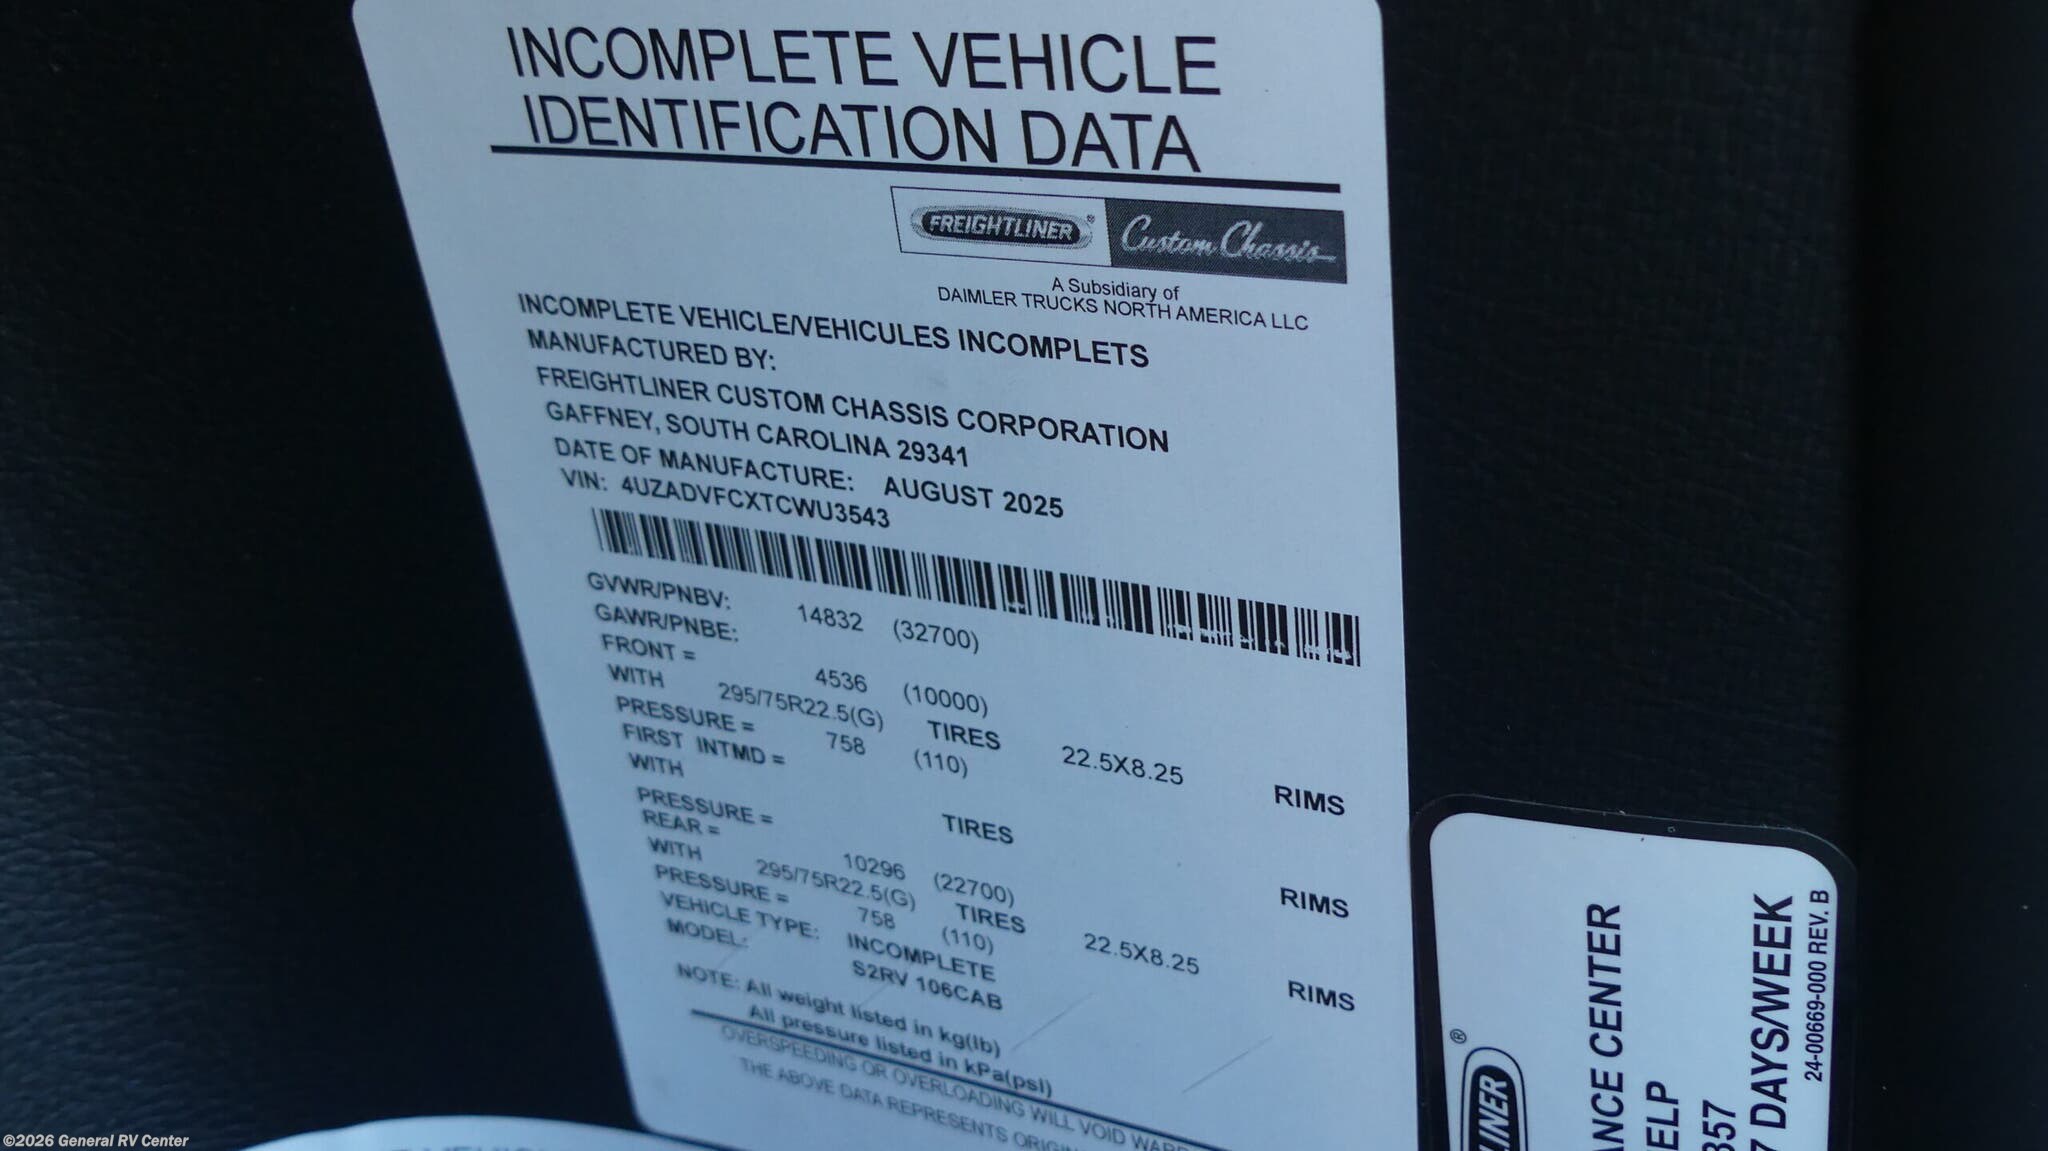 INCOMPLETE VEHICLE
IDENTIFICATION DATA
FREIGHTLINER® Custom Chassis
A Subsidiary of
DAIMLER TRUCKS NORTH AMERICA LLC
INCOMPLETE VEHICLE/VEHICULES INCOMPLETS
MANUFACTURED BY:
FREIGHTLINER CUSTOM CHASSIS CORPORATION
GAFFNEY, SOUTH CAROLINA 29341
DATE OF MANUFACTURE: AUGUST 2025
VIN: 4UZADVFCXTCWU3543
GVWR/PNBV: 14832 (32700)
GAWR/PNBE:
FRONT = 4536 (10000)
WITH 295/75R22.5(G) TIRES 22.5X8.25 RIMS
PRESSURE = 758 (110)
FIRST INTMD =
WITH TIRES RIMS
PRESSURE =
REAR = 10296 (22700)
WITH 295/75R22.5(G) TIRES 22.5X8.25 RIMS
PRESSURE = 758 (110)
VEHICLE TYPE: INCOMPLETE
MODEL: S2RV 106CAB
NOTE: All weight listed in kg(lb)
All pressure listed in kPa(psi)
OVERSPEEDING OR OVERLOADING WILL VOID
THE ABOVE DATA REPRESENTS
®
ANCE CENTER
ELP
357
7 DAYS/WEEK
24-00669-000 REV. B
©2026 General RV Center